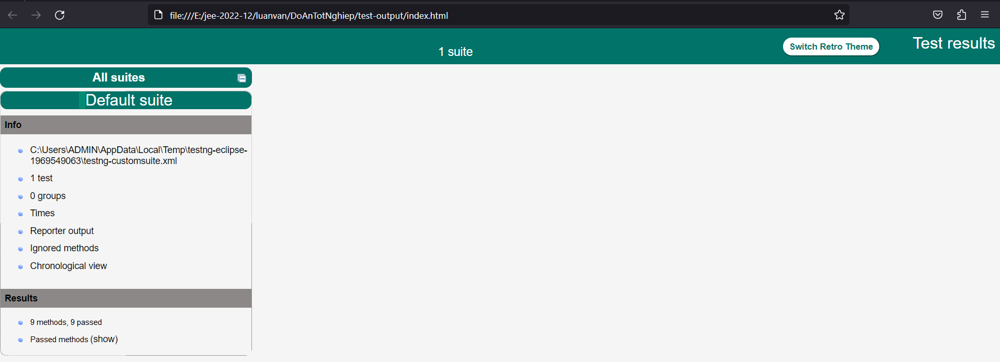 file:///E:/jee-2022-12/luanvan/DoAnTotNghiep/test-output/index.html
1 suite
Switch Retro Theme
Test results
All suites
Default suite
Info
C:\Users\ADMIN\AppData\Local\Temp\testng-eclipse-
1969549063\testng-customsuite.xml
1 test
0 groups
Times
Reporter output
Ignored methods
Chronological view
Results
9 methods, 9 passed
Passed methods (show)